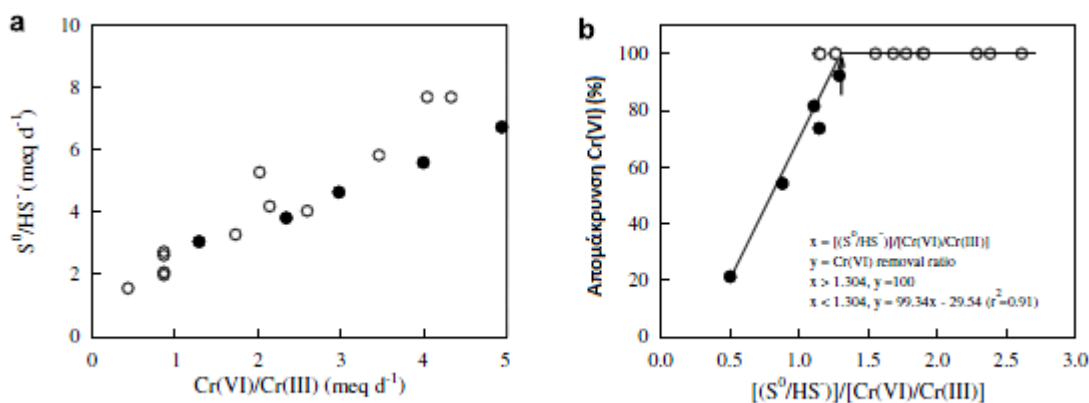 a
10
8
6
4
2
0
S⁰/HS⁻ (meq d⁻¹)
0 1 2 3 4 5
Cr(VI)/Cr(III) (meq d⁻¹)
b
100
80
60
40
20
0
Απομάκρυνση Cr[VI) (%)
x = [(S⁰/HS⁻)]/[Cr(VI)/Cr(III)]
y = Cr(VI) removal ratio
x > 1.304, y =100
x < 1.304, y = 99.34x - 29.54 (r²=0.91)
0.0 0.5 1.0 1.5 2.0 2.5 3.0
[(S⁰/HS⁻)]/[Cr(VI)/Cr(III)]